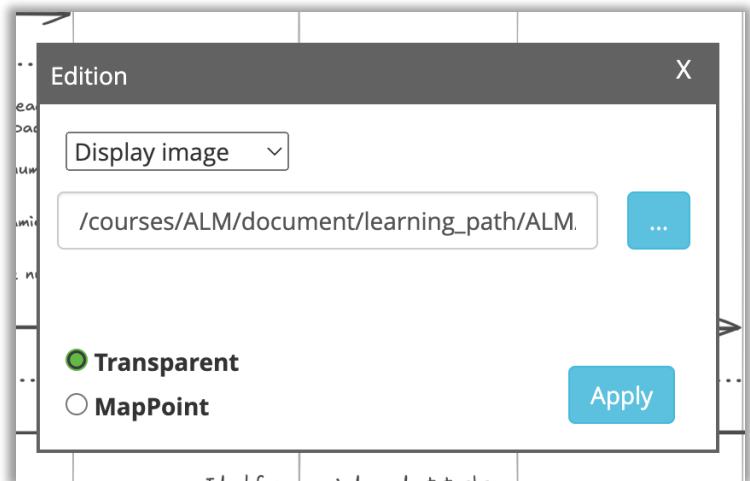 Edition X
Display image
/courses/ALM/document/learning_path/ALM
...
Transparent
MapPoint
Apply